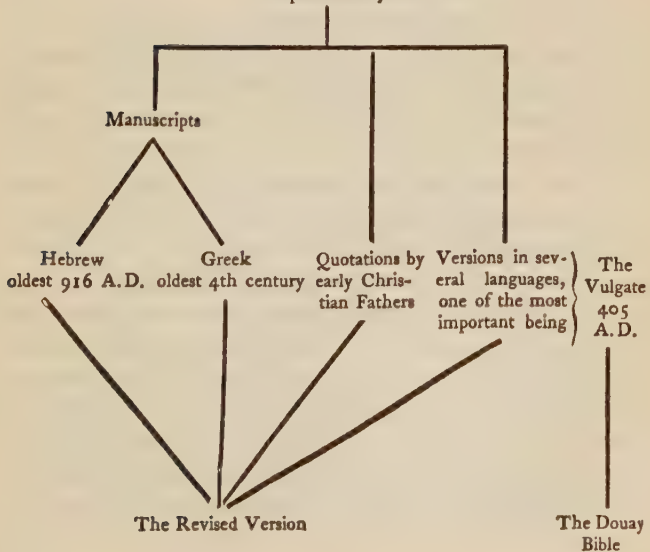 Manuscripts
Hebrew
oldest 916 A.D.
Greek
oldest 4th century
Quotations by
early Chris-
tian Fathers
Versions in sev-
eral languages,
one of the most
important being
The
Vulgate
405
A.D.
The Revised Version
The Douay
Bible